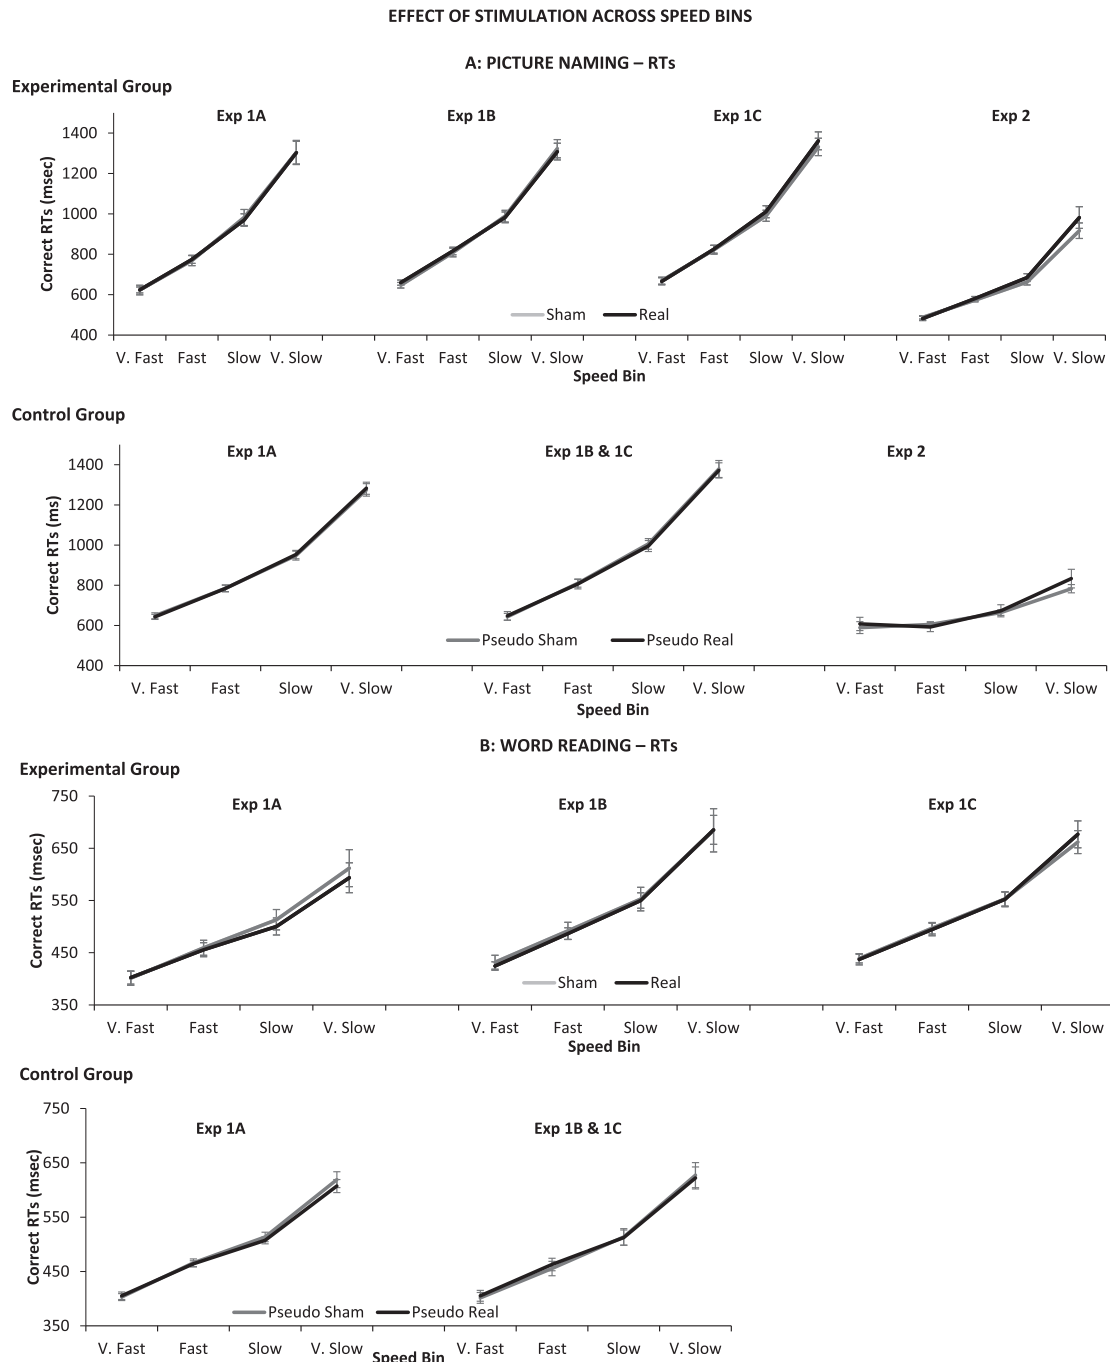 EFFECT OF STIMULATION ACROSS SPEED BINS
A: PICTURE NAMING – RTs
Experimental Group
Exp 1A Exp 1B Exp 1C Exp 2
Correct RTs (msec)
1400
1200
1000
800
600
400
Sham Real
V. Fast Fast Slow V. Slow V. Fast Fast Slow V. Slow V. Fast Fast Slow V. Slow V. Fast Fast Slow V. Slow
Speed Bin
Control Group
Exp 1A Exp 1B & 1C Exp 2
Correct RTs (ms)
1400
1200
1000
800
600
400
Pseudo Sham Pseudo Real
V. Fast Fast Slow V. Slow V. Fast Fast Slow V. Slow V. Fast Fast Slow V. Slow
Speed Bin
B: WORD READING – RTs
Experimental Group
Exp 1A Exp 1B Exp 1C
Correct RTs (msec)
750
650
550
450
350
Sham Real
V. Fast Fast Slow V. Slow V. Fast Fast Slow V. Slow V. Fast Fast Slow V. Slow
Speed Bin
Control Group
Exp 1A Exp 1B & 1C
Correct RTs (msec)
750
650
550
450
350
Pseudo Sham Pseudo Real
V. Fast Fast Slow V. Slow V. Fast Fast Slow V. Slow
Speed Bin